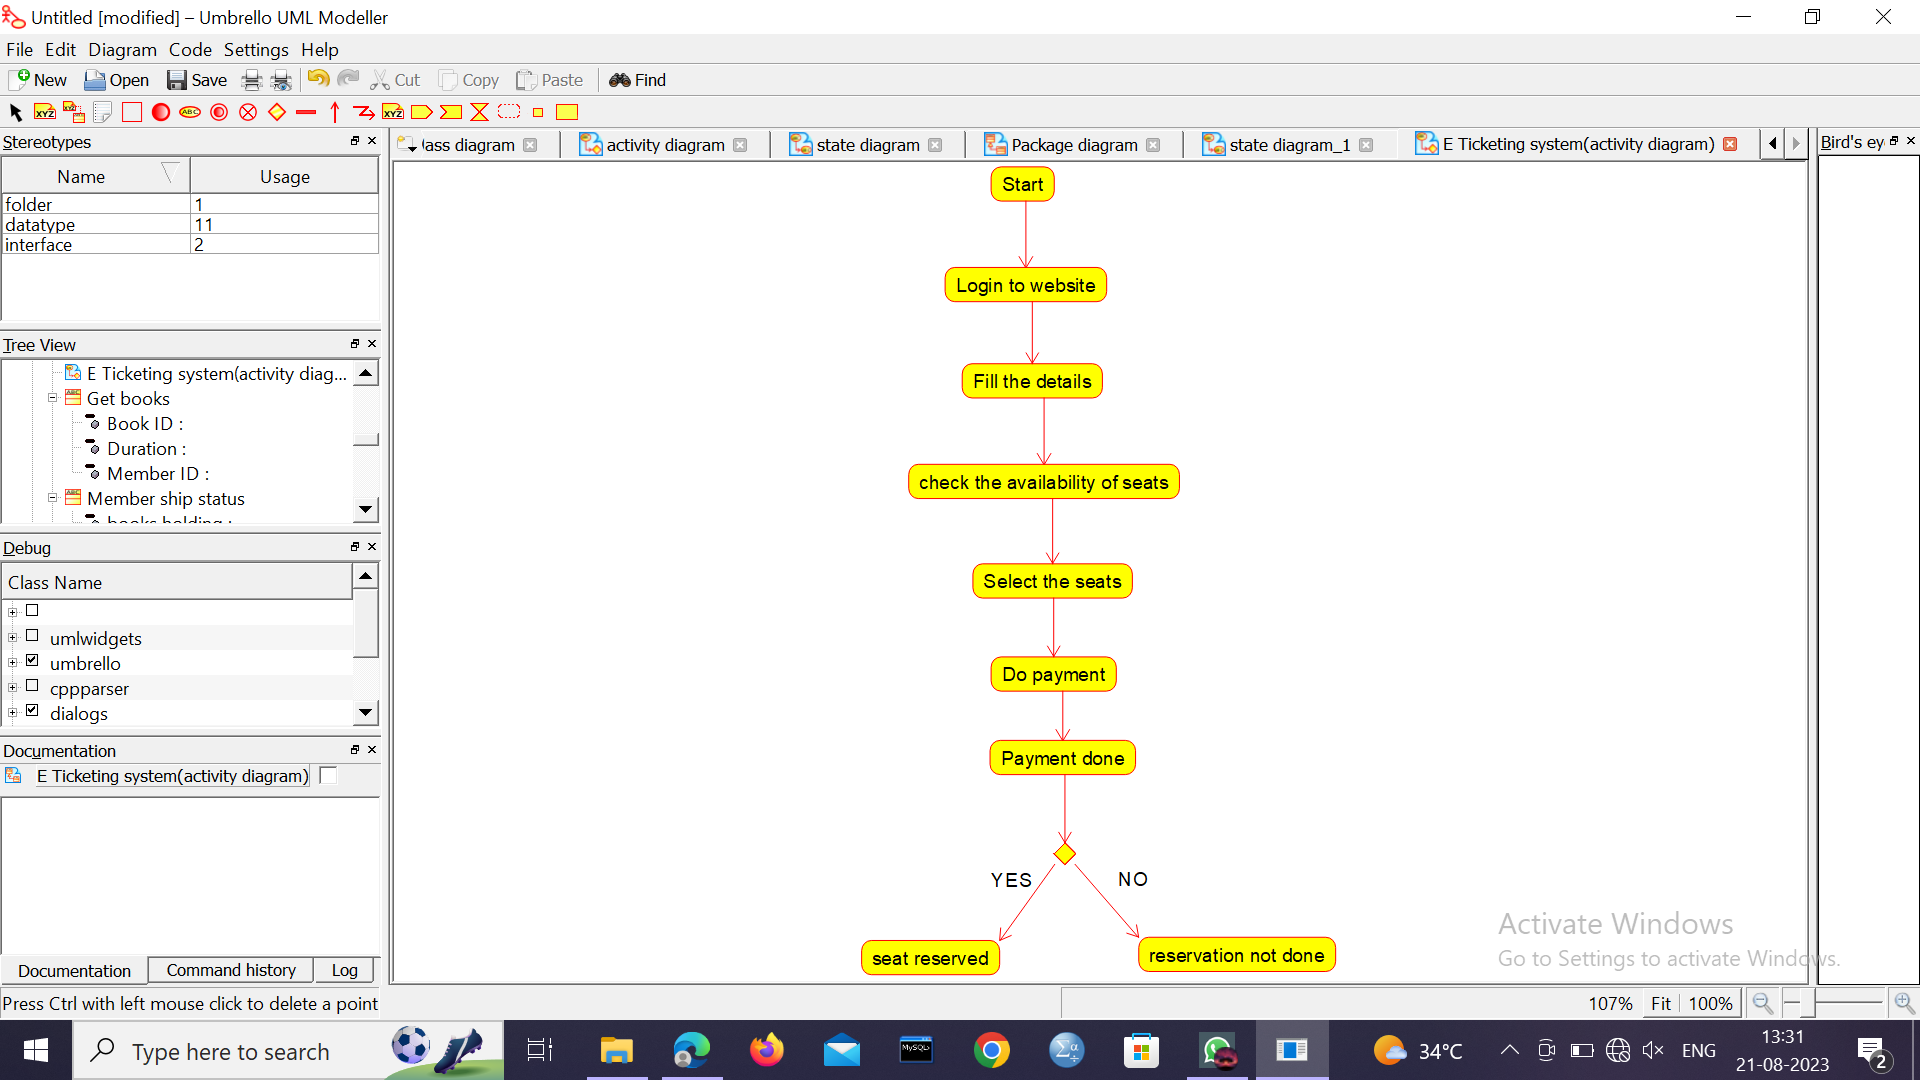 Untitled [modified] – Umbrello UML Modeller
File Edit Diagram Code Settings Help
New Open Save Cut Copy Paste Find
XYZ XYZ ABC XYZ
Stereotypes
Name Usage
folder 1
datatype 11
interface 2
Tree View
E Ticketing system(activity diag...
Get books
Book ID :
Duration :
Member ID :
Member ship status
books holding :
Debug
Class Name
umlwidgets
umbrello
cppparser
dialogs
Documentation
E Ticketing system(activity diagram)
Documentation Command history Log
Press Ctrl with left mouse click to delete a point
lass diagram activity diagram state diagram Package diagram state diagram_1 E Ticketing system(activity diagram)
Bird's ey
Start
Login to website
Fill the details
check the availability of seats
Select the seats
Do payment
Payment done
YES NO
seat reserved reservation not done
Activate Windows
Go to Settings to activate Windows.
107% Fit 100%
Type here to search
MySQL
34°C
ENG
13:31
21-08-2023
2